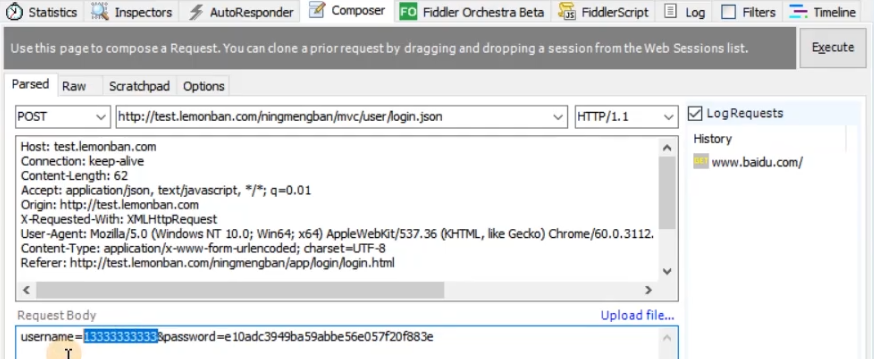 Statistics Inspectors AutoResponder Composer FO Fiddler Orchestra Beta JS FiddlerScript Log Filters Timeline
Use this page to compose a Request. You can clone a prior request by dragging and dropping a session from the Web Sessions list. Execute
Parsed Raw Scratchpad Options
POST http://test.lemonban.com/ningmengban/mvc/user/login.json HTTP/1.1 Log Requests
Host: test.lemonban.com
Connection: keep-alive
Content-Length: 62
Accept: application/json, text/javascript, */*; q=0.01
Origin: http://test.lemonban.com
X-Requested-With: XMLHttpRequest
User-Agent: Mozilla/5.0 (Windows NT 10.0; Win64; x64) AppleWebKit/537.36 (KHTML, like Gecko) Chrome/60.0.3112.
Content-Type: application/x-www-form-urlencoded; charset=UTF-8
Referer: http://test.lemonban.com/ningmengban/app/login/login.html
History
www.baidu.com/
Request Body Upload file...
username=13333333333&password=e10adc3949ba59abbe56e057f20f883e